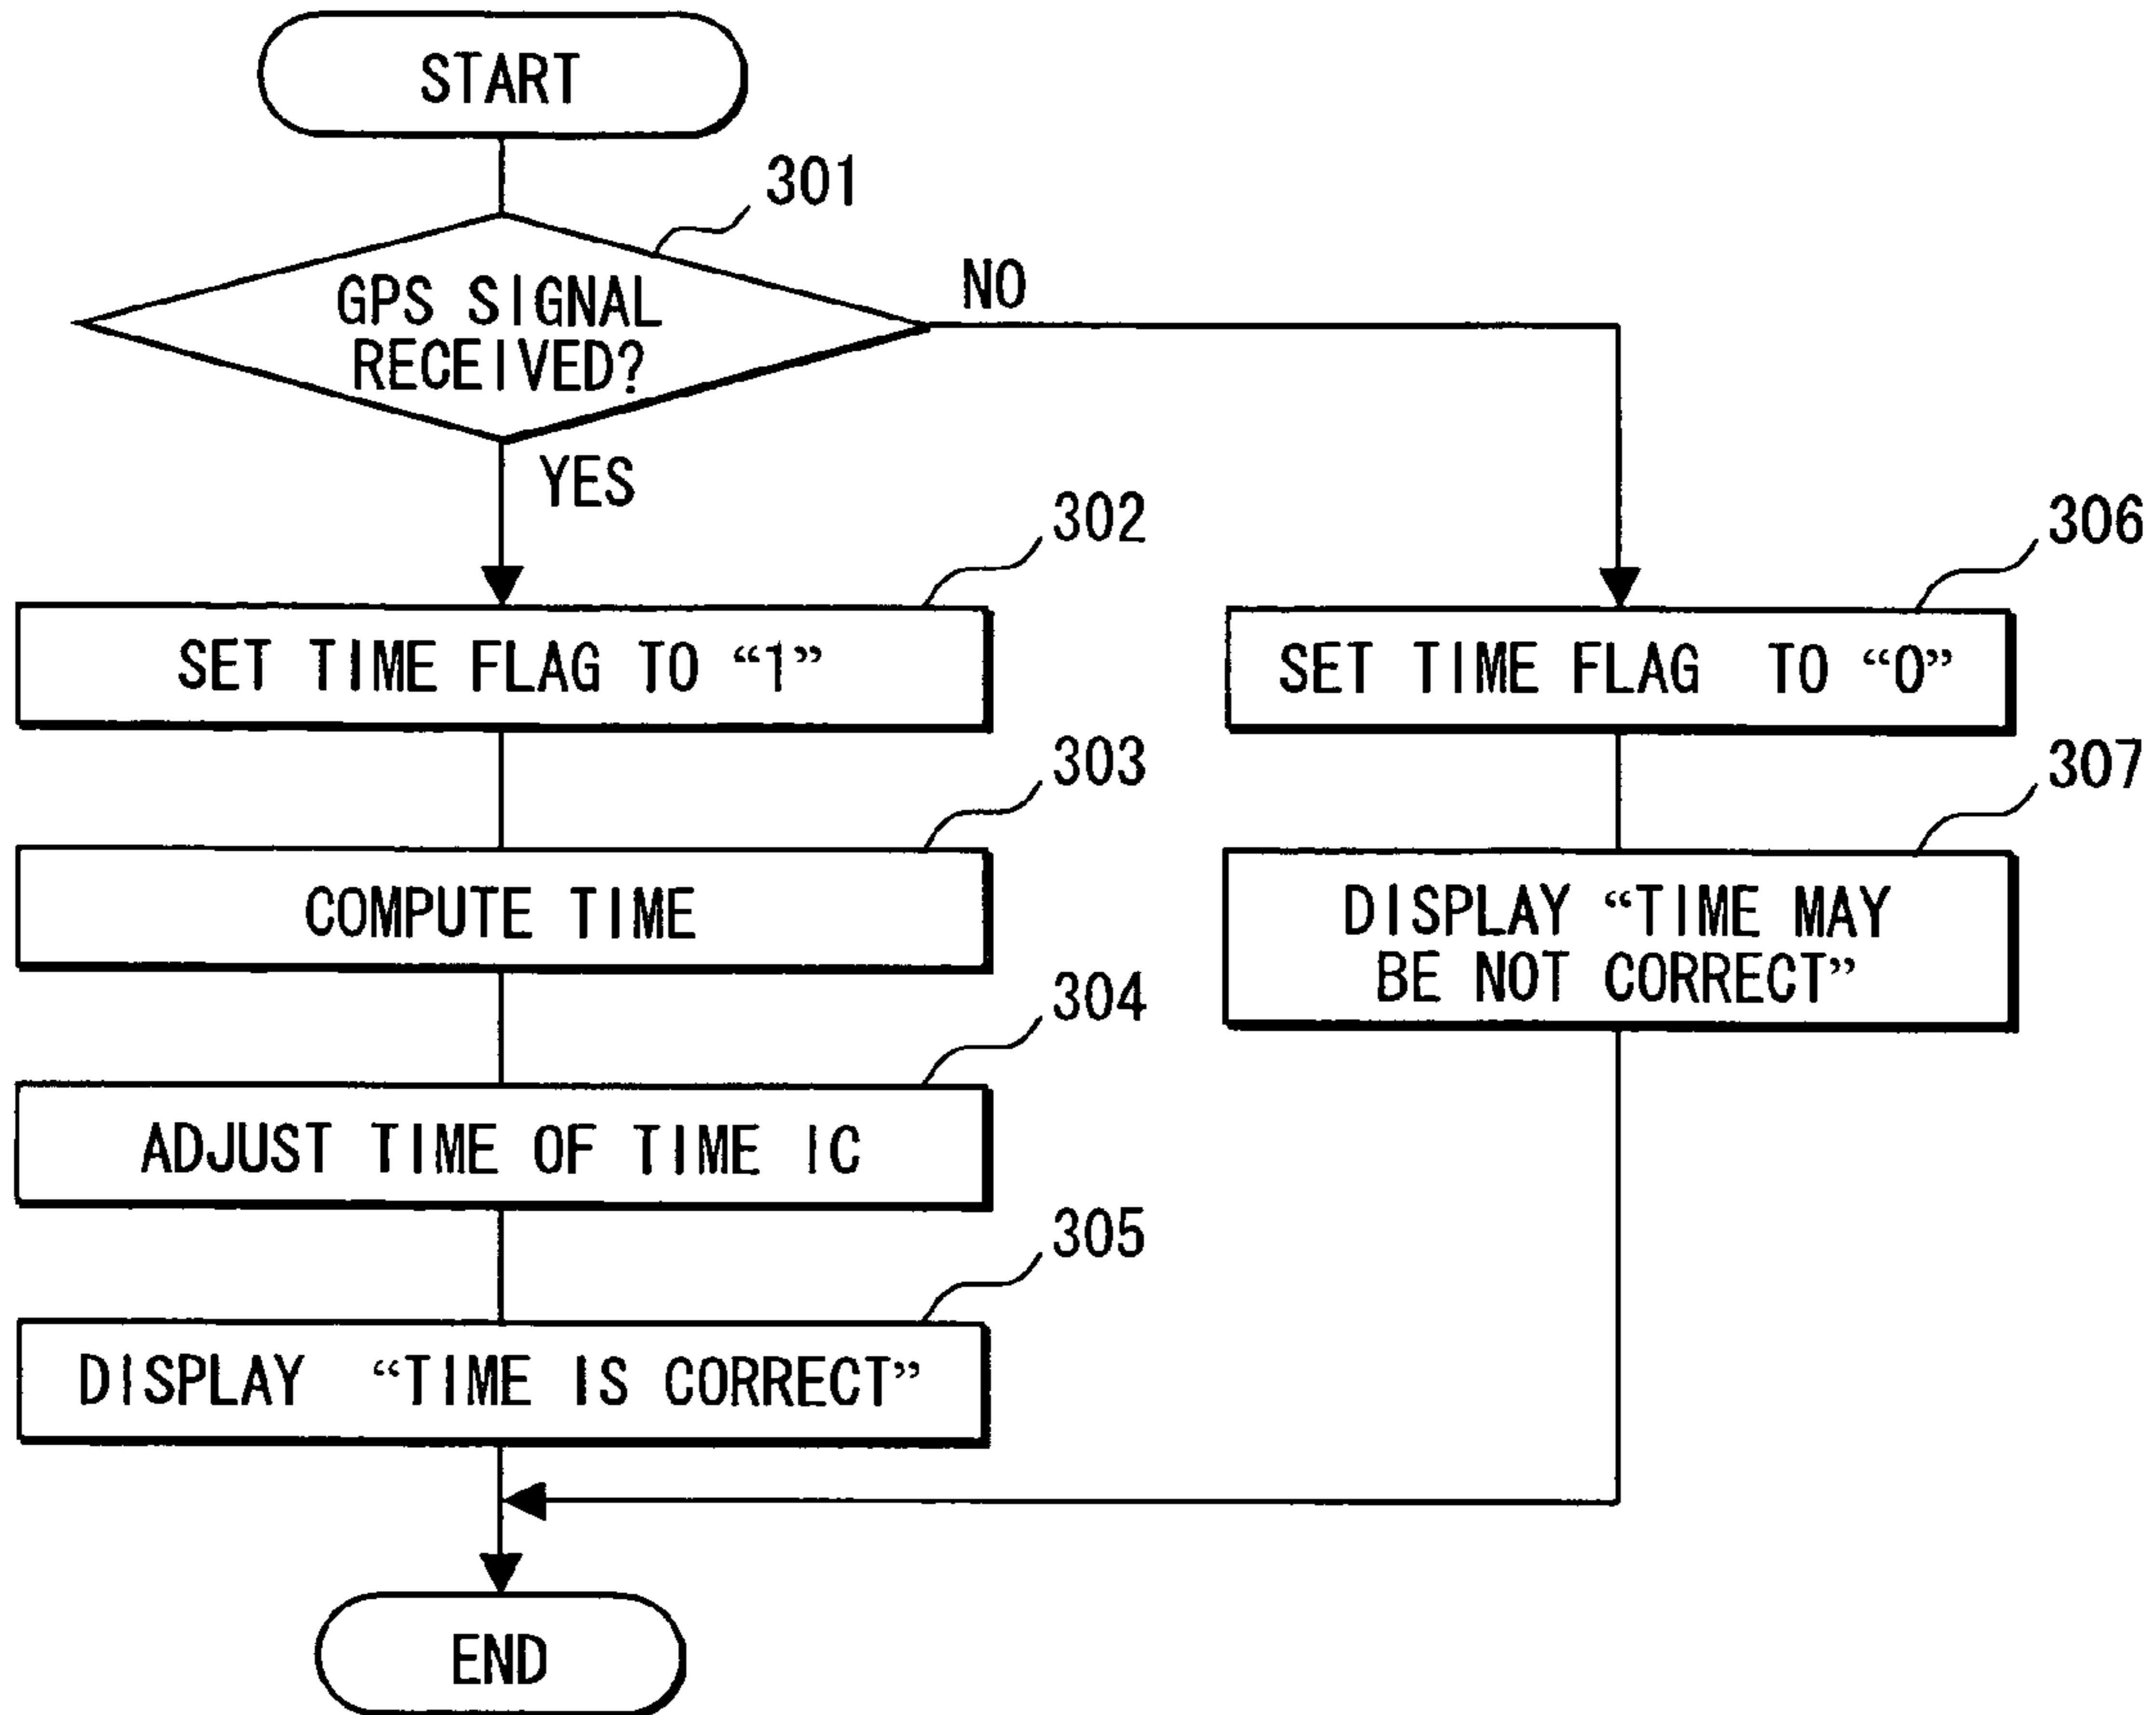 START
301
GPS SIGNAL
RECEIVED?
NO
YES
302
SET TIME FLAG TO “1”
306
SET TIME FLAG TO “0”
303
COMPUTE TIME
307
DISPLAY “TIME MAY
BE NOT CORRECT”
304
ADJUST TIME OF TIME IC
305
DISPLAY “TIME IS CORRECT”
END